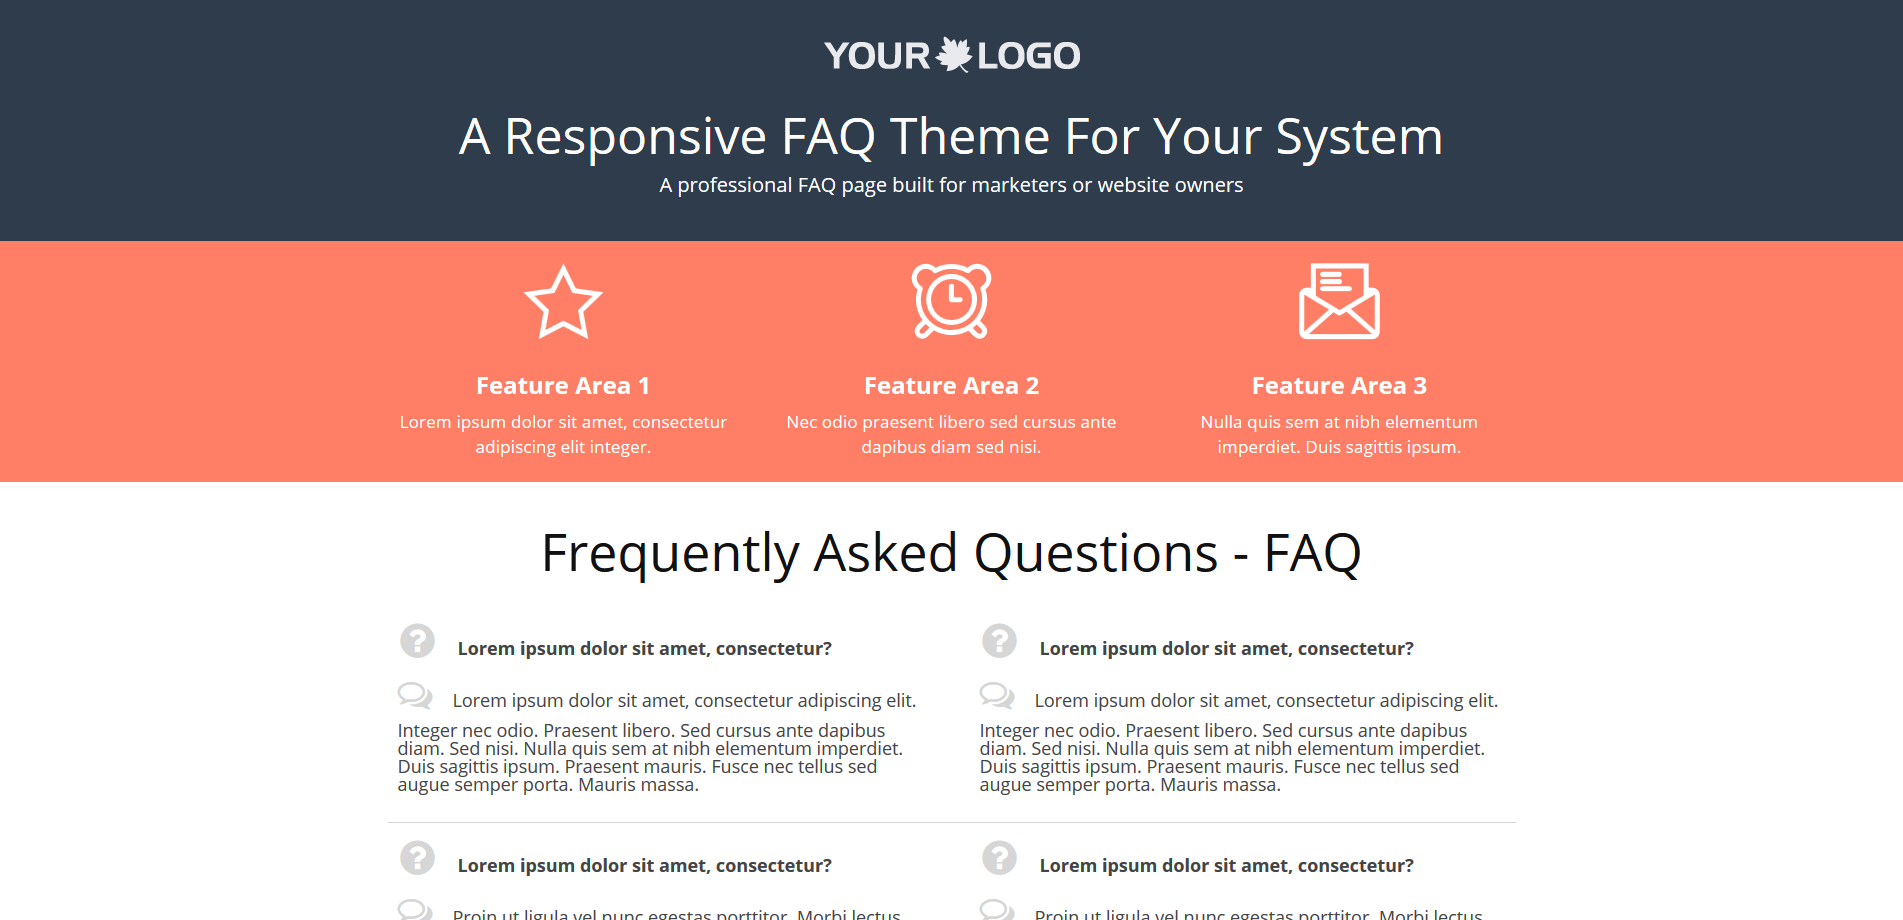 YOUR LOGO
A Responsive FAQ Theme For Your System
A professional FAQ page built for marketers or website owners
Feature Area 1
Lorem ipsum dolor sit amet, consectetur
adipiscing elit integer.
Feature Area 2
Nec odio praesent libero sed cursus ante
dapibus diam sed nisi.
Feature Area 3
Nulla quis sem at nibh elementum
imperdiet. Duis sagittis ipsum.
Frequently Asked Questions - FAQ
Lorem ipsum dolor sit amet, consectetur?
Lorem ipsum dolor sit amet, consectetur adipiscing elit.
Integer nec odio. Praesent libero. Sed cursus ante dapibus
diam. Sed nisi. Nulla quis sem at nibh elementum imperdiet.
Duis sagittis ipsum. Praesent mauris. Fusce nec tellus sed
augue semper porta. Mauris massa.
Lorem ipsum dolor sit amet, consectetur?
Lorem ipsum dolor sit amet, consectetur adipiscing elit.
Integer nec odio. Praesent libero. Sed cursus ante dapibus
diam. Sed nisi. Nulla quis sem at nibh elementum imperdiet.
Duis sagittis ipsum. Praesent mauris. Fusce nec tellus sed
augue semper porta. Mauris massa.
Lorem ipsum dolor sit amet, consectetur?
Proin ut ligula vel nunc egestas porttitor. Morbi lectus
Lorem ipsum dolor sit amet, consectetur?
Proin ut ligula vel nunc egestas porttitor. Morbi lectus